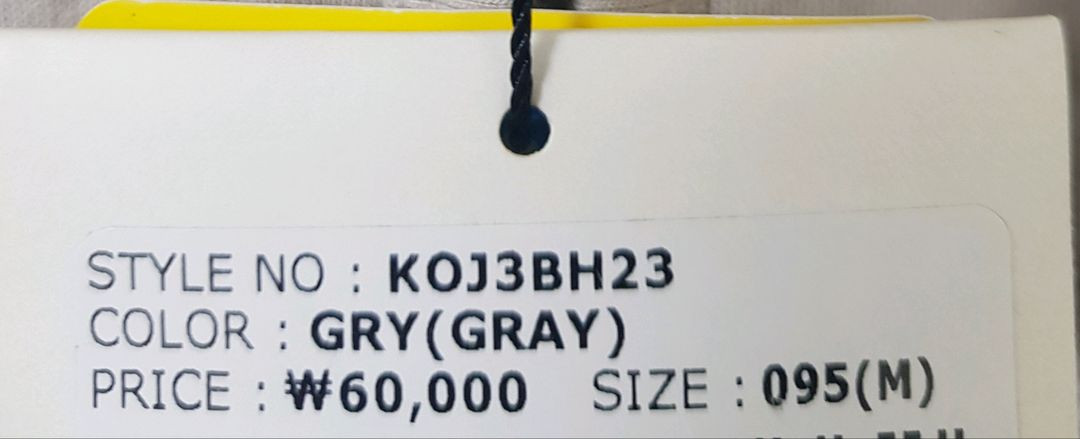 STYLE NO : KOJ3BH23
COLOR : GRY(GRAY)
PRICE : ₩60,000 SIZE : 095(M)